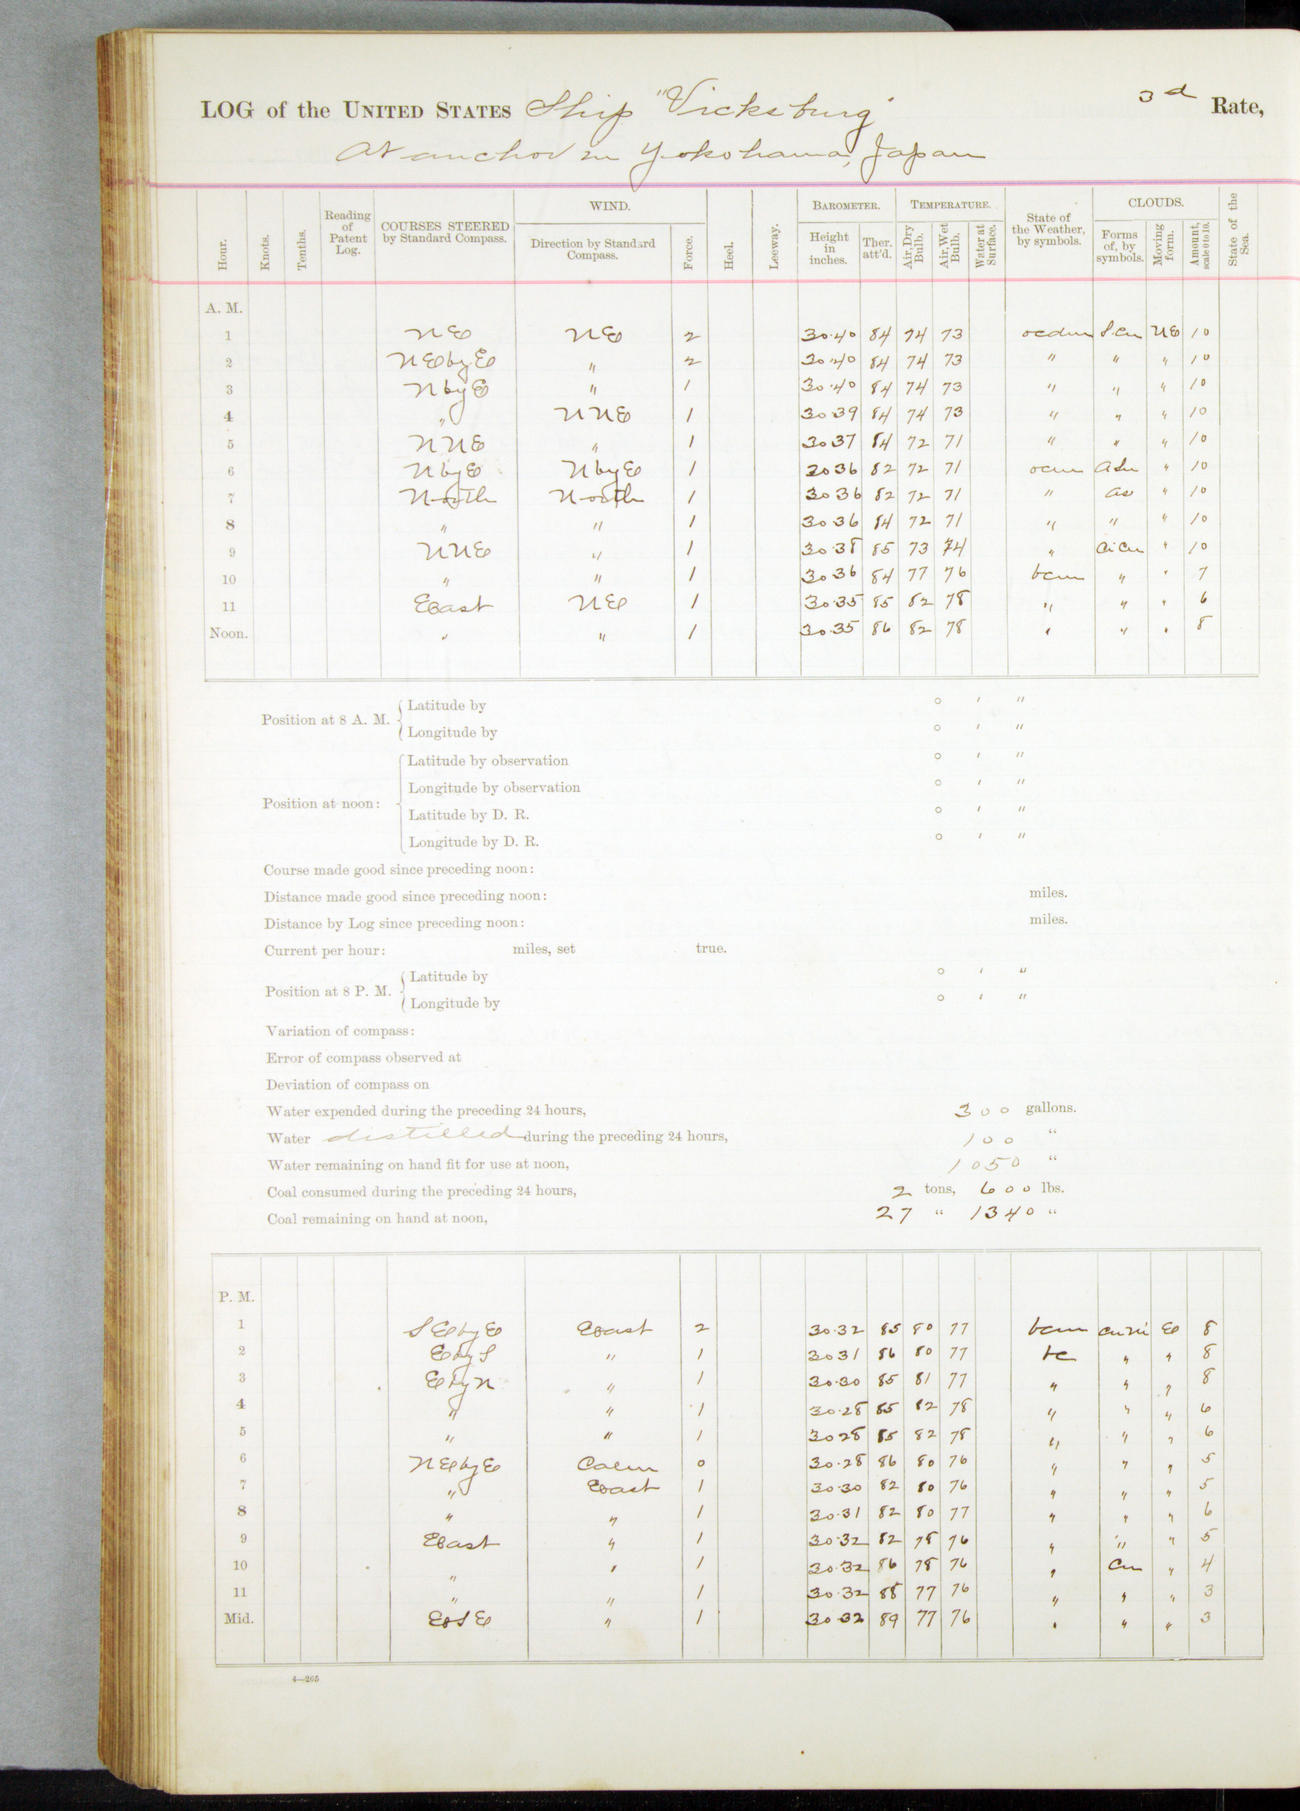 LOG of the UNITED STATES Ship "Vicksburg" 3d Rate,
At anchor in Yokohama, Japan
Hour. Knots. Tenths. Reading of Patent Log. COURSES STEERED by Standard Compass. WIND. Direction by Standard Compass. Force. Heel. Leeway. BAROMETER. Height in inches. Ther. att'd. TEMPERATURE. Air, Dry Bulb. Air, Wet Bulb. Water at Surface. State of the Weather, by symbols. CLOUDS. Forms of, by symbols. Moving form. Amount, scale 0 to 10. State of the Sea.
A. M.
1 NE NE 2 30.40 84 74 73 ocdm S.Cu NE 10
2 NE by E " 2 30.40 84 74 73 " " " 10
3 N by E " 1 30.40 84 74 73 " " " 10
4 " NNE 1 30.39 84 74 73 " " " 10
5 NNE " 1 30.37 84 72 71 " " " 10
6 N by E N by E 1 30.36 82 72 71 ocm " 10
7 North North 1 30.36 82 72 71 " " 10
8 " " 1 30.36 84 72 71 " " " 10
9 NNE " 1 30.38 85 73 74 " Ci Cu " 10
10 " " 1 30.36 84 77 76 bcm " " 7
11 East NE 1 30.35 85 82 78 " " " 6
Noon. " " 1 30.35 86 82 78 " " " 8
Position at 8 A. M. Latitude by ° ' "
Longitude by ° ' "
Position at noon: Latitude by observation ° ' "
Longitude by observation ° ' "
Latitude by D. R. ° ' "
Longitude by D. R. ° ' "
Course made good since preceding noon:
Distance made good since preceding noon: miles.
Distance by Log since preceding noon: miles.
Current per hour: miles, set true.
Position at 8 P. M. Latitude by ° ' "
Longitude by ° ' "
Variation of compass:
Error of compass observed at
Deviation of compass on
Water expended during the preceding 24 hours, 300 gallons.
Water distilled during the preceding 24 hours, 100 "
Water remaining on hand fit for use at noon, 1050 "
Coal consumed during the preceding 24 hours, 2 tons, 600 lbs.
Coal remaining on hand at noon, 27 " 1340 "
P. M.
1 SE by E East 2 30.32 85 80 77 bcm E 8
2 E by S " 1 30.31 86 80 77 bc " " 8
3 E by N " 1 30.30 85 81 77 " " " 8
4 " " 1 30.28 85 82 78 " " " 6
5 " " 1 30.28 85 82 78 " " " 6
6 NE by E Calm 0 30.28 86 80 76 " " " 5
7 " East 1 30.30 82 80 76 " " " 5
8 " " 1 30.31 82 80 77 " " " 6
9 East " 1 30.32 82 78 76 " " " 5
10 " " 1 30.32 86 78 76 " Cu " 4
11 " " 1 30.32 88 77 76 " " " 3
Mid. ESE " 1 30.32 89 77 76 " " " 3
4—205